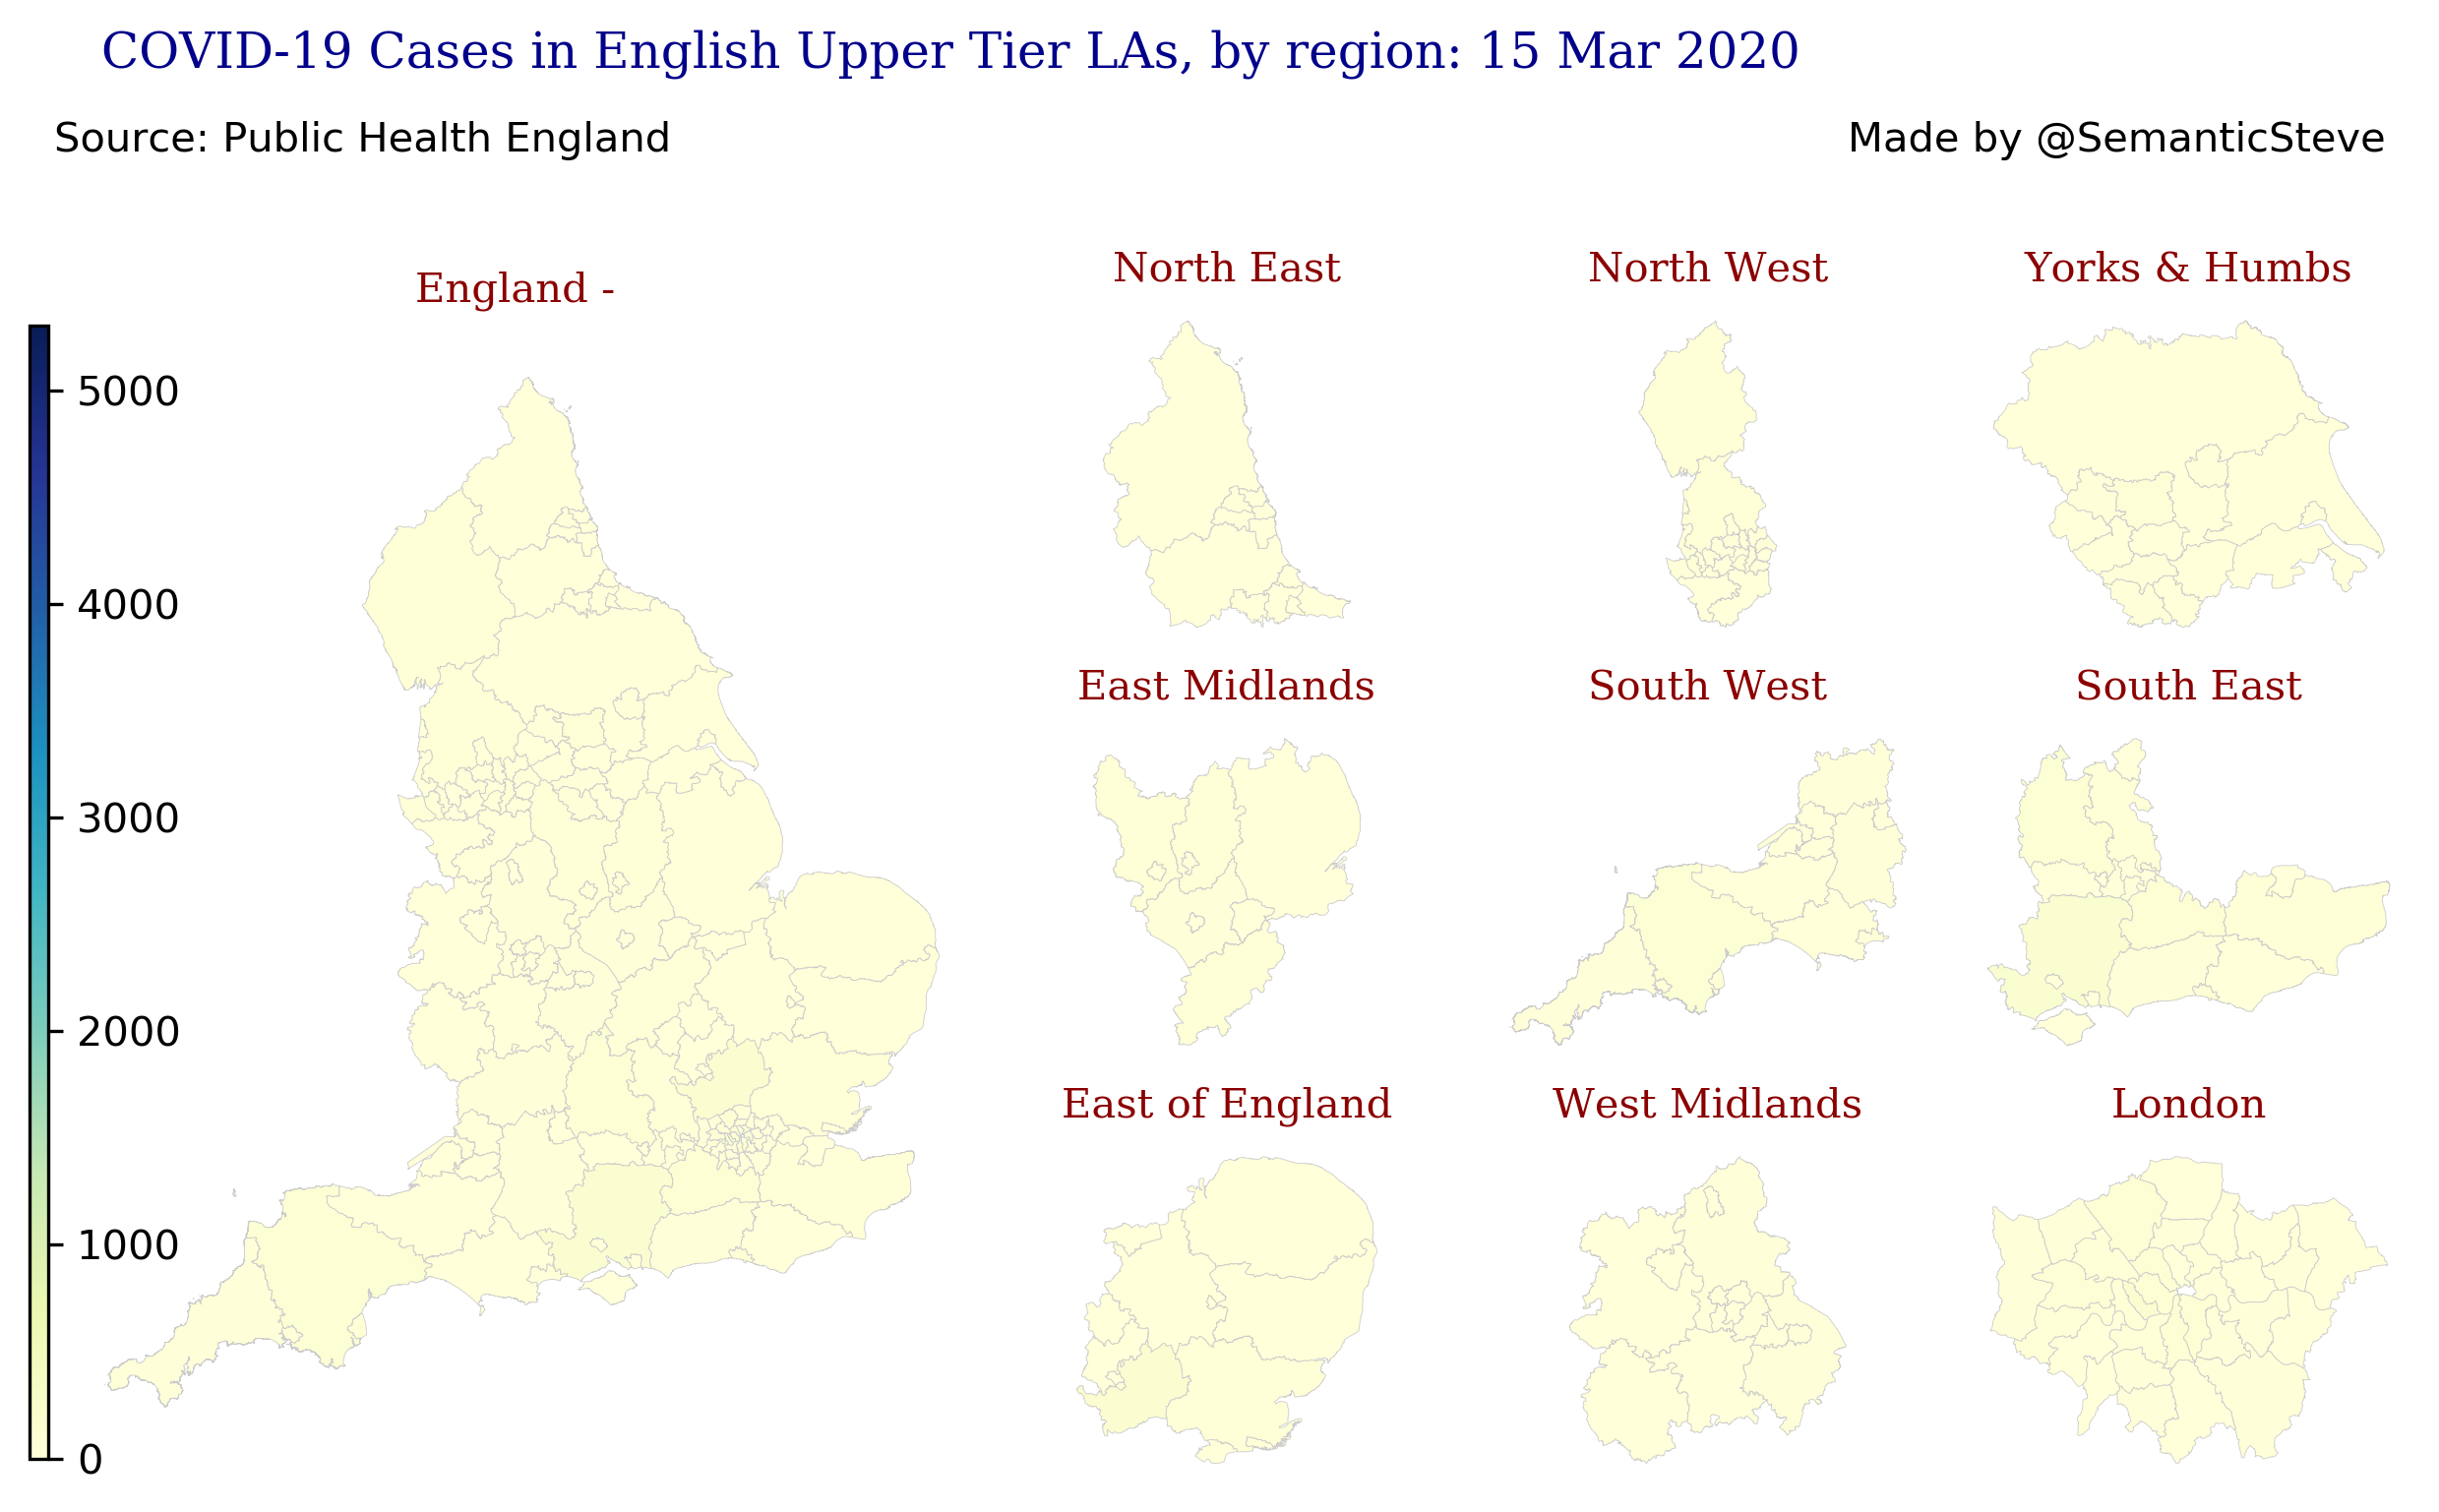 COVID-19 Cases in English Upper Tier LAs, by region: 15 Mar 2020
Source: Public Health England
Made by @SemanticSteve
England -
North East
North West
Yorks & Humbs
East Midlands
South West
South East
East of England
West Midlands
London
5000
4000
3000
2000
1000
0